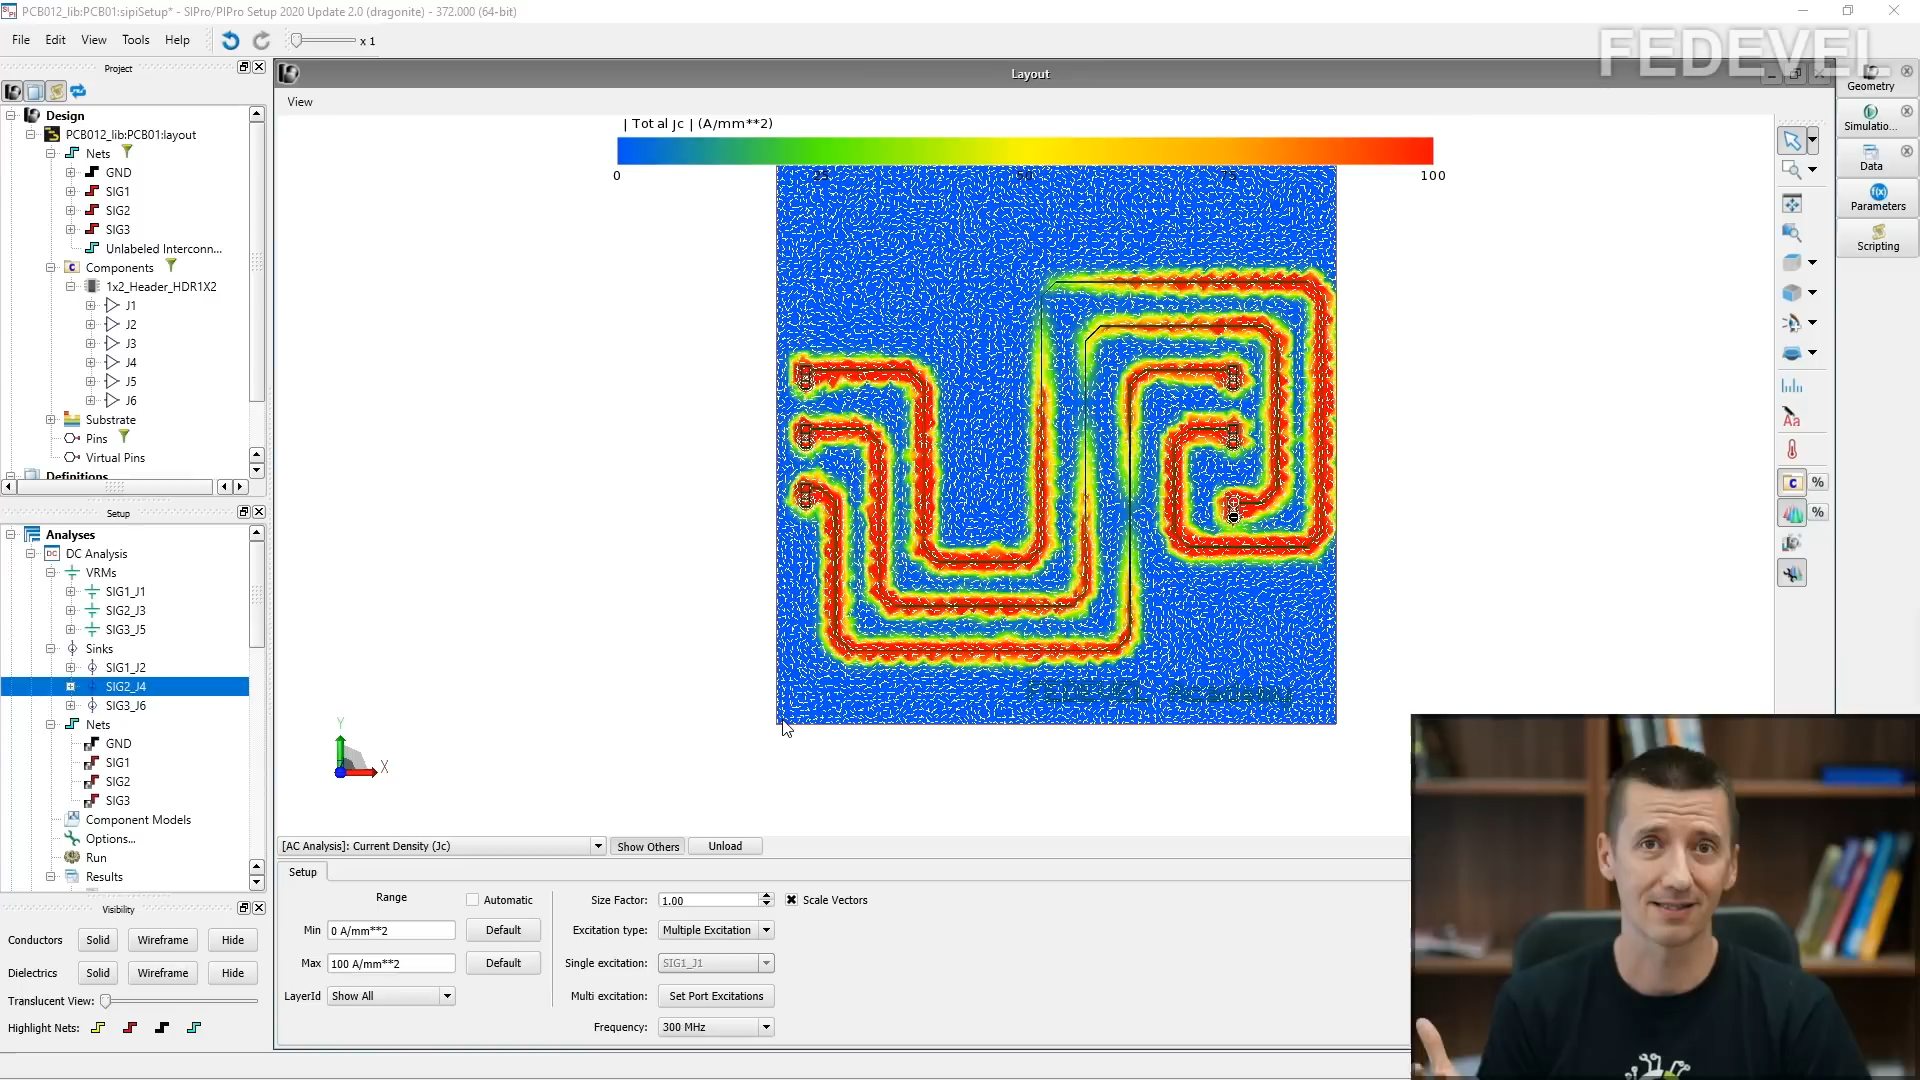 PCB012_lib:PCB01:sipiSetup* - SIPro/PIPro Setup 2020 Update 2.0 (dragonite) - 372.000 (64-bit)
File Edit View Tools Help x 1
FEDEVEL
Project
Design
PCB012_lib:PCB01:layout
Nets
GND
SIG1
SIG2
SIG3
Unlabeled Interconn...
Components
1x2_Header_HDR1X2
J1
J2
J3
J4
J5
J6
Substrate
Pins
Virtual Pins
Definitions
Setup
Analyses
DC Analysis
VRMs
SIG1_J1
SIG2_J3
SIG3_J5
Sinks
SIG1_J2
SIG2_J4
SIG3_J6
Nets
GND
SIG1
SIG2
SIG3
Component Models
Options...
Run
Results
Visibility
Conductors Solid Wireframe Hide
Dielectrics Solid Wireframe Hide
Translucent View:
Highlight Nets:
Layout
View
| Total Jc | (A/mm**2)
0 25 50 75 100
FEDEVEL Academy
Y
X
[AC Analysis]: Current Density (Jc) Show Others Unload
Setup
Range Automatic
Min 0 A/mm**2 Default
Max 100 A/mm**2 Default
LayerId Show All
Size Factor: 1.00 Scale Vectors
Excitation type: Multiple Excitation
Single excitation: SIG1_J1
Multi excitation: Set Port Excitations
Frequency: 300 MHz
Geometry
Simulatio...
Data
f(x)
Parameters
Scripting
Aa
%
%